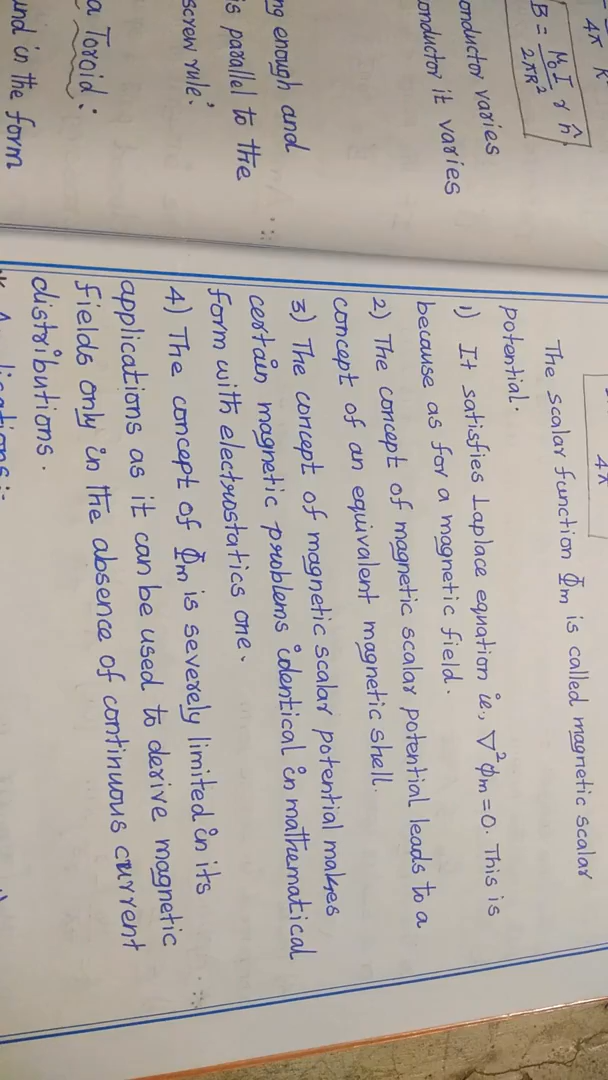 4π R
B = μ₀ I r n̂
2πR²
onductor varies
onductor it varies
ng enough and
is parallel to the
screw rule.
a Toroid :
und in the form
4π
The scalar function Φm is called magnetic scalar
potential.
1) It satisfies Laplace equation ie., ∇²ϕm=0. This is
because as for a magnetic field.
2) The concept of magnetic scalar potential leads to a
concept of an equivalent magnetic shell.
3) The concept of magnetic scalar potential makes
certain magnetic problems identical in mathematical
form with electrostatics one.
4) The concept of Φm is severely limited in its
applications as it can be used to derive magnetic
fields only in the absence of continuous current
distributions.